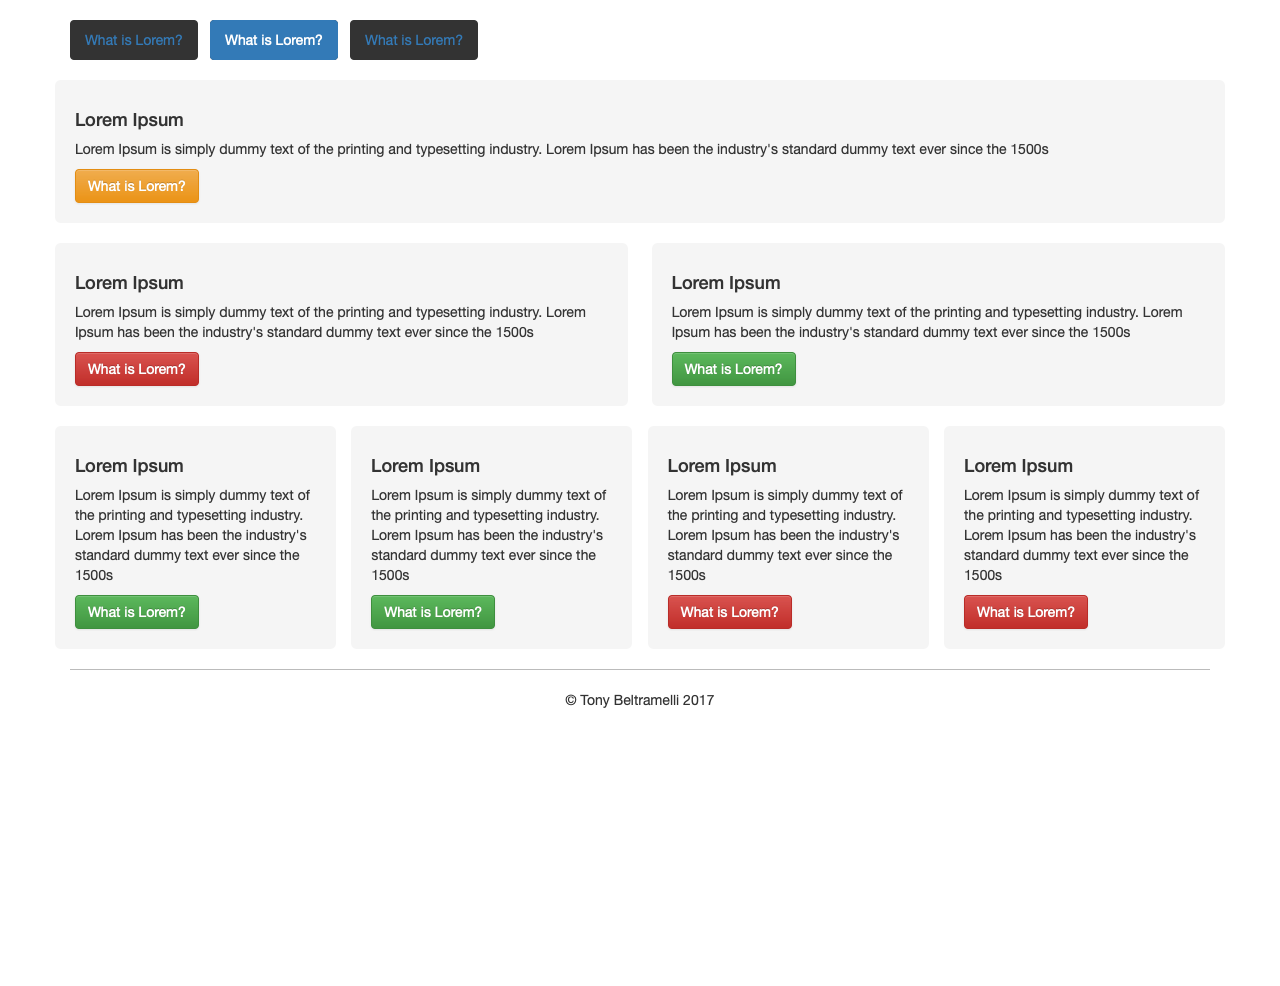 What is Lorem? What is Lorem? What is Lorem?
Lorem Ipsum
Lorem Ipsum is simply dummy text of the printing and typesetting industry. Lorem Ipsum has been the industry's standard dummy text ever since the 1500s
What is Lorem?
Lorem Ipsum
Lorem Ipsum is simply dummy text of the printing and typesetting industry. Lorem
Ipsum has been the industry's standard dummy text ever since the 1500s
What is Lorem?
Lorem Ipsum
Lorem Ipsum is simply dummy text of the printing and typesetting industry. Lorem
Ipsum has been the industry's standard dummy text ever since the 1500s
What is Lorem?
Lorem Ipsum
Lorem Ipsum is simply dummy text of
the printing and typesetting industry.
Lorem Ipsum has been the industry's
standard dummy text ever since the
1500s
What is Lorem?
Lorem Ipsum
Lorem Ipsum is simply dummy text of
the printing and typesetting industry.
Lorem Ipsum has been the industry's
standard dummy text ever since the
1500s
What is Lorem?
Lorem Ipsum
Lorem Ipsum is simply dummy text of
the printing and typesetting industry.
Lorem Ipsum has been the industry's
standard dummy text ever since the
1500s
What is Lorem?
Lorem Ipsum
Lorem Ipsum is simply dummy text of
the printing and typesetting industry.
Lorem Ipsum has been the industry's
standard dummy text ever since the
1500s
What is Lorem?
© Tony Beltramelli 2017